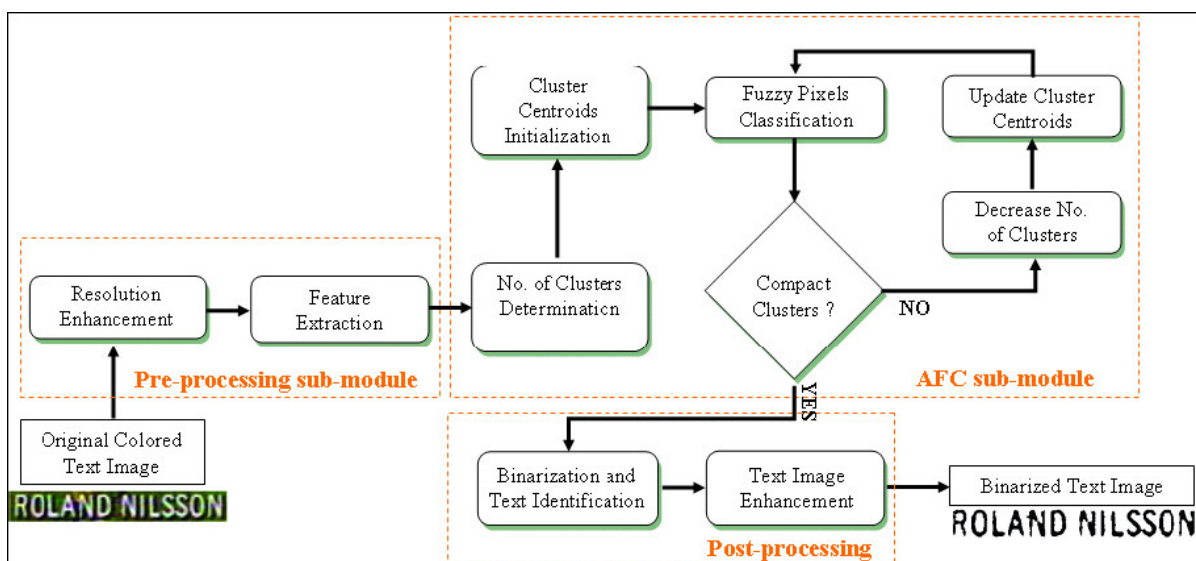 Cluster
Centroids
Initialization
Fuzzy Pixels
Classification
Update Cluster
Centroids
Decrease No.
of Clusters
Resolution
Enhancement
Feature
Extraction
No. of Clusters
Determination
Compact
Clusters ?
NO
Pre-processing sub-module
AFC sub-module
YES
Original Colored
Text Image
ROLAND NILSSON
Binarization and
Text Identification
Text Image
Enhancement
Binarized Text Image
ROLAND NILSSON
Post-processing